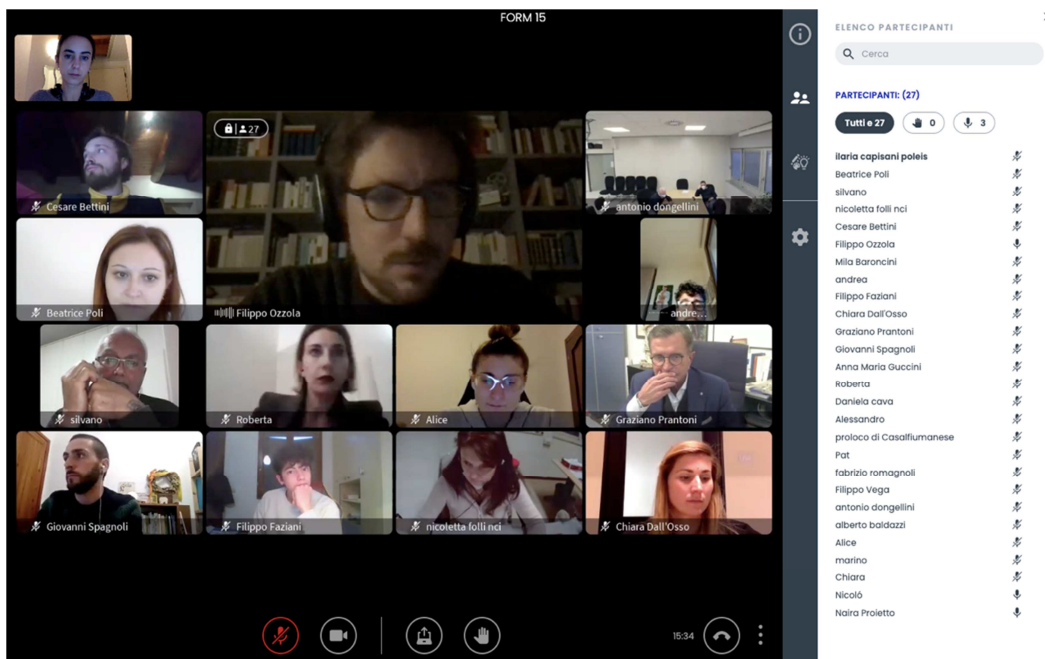 FORM 15
27
Cesare Bettini
antonio dongellini
Beatrice Poli
Filippo Ozzola
andre...
silvano
Roberta
Alice
Graziano Prantoni
Giovanni Spagnoli
Filippo Faziani
nicoletta folli nci
Chiara Dall'Osso
15:34
ELENCO PARTECIPANTI
Cerca
PARTECIPANTI: (27)
Tutti e 27
0
3
ilaria capisani poleis
Beatrice Poli
silvano
nicoletta folli nci
Cesare Bettini
Filippo Ozzola
Mila Baroncini
andrea
Filippo Faziani
Chiara Dall'Osso
Graziano Prantoni
Giovanni Spagnoli
Anna Maria Guccini
Roberta
Daniela cava
Alessandro
proloco di Casalfiumanese
Pat
fabrizio romagnoli
Filippo Vega
antonio dongellini
alberto baldazzi
Alice
marino
Chiara
Nicoló
Naira Proietto